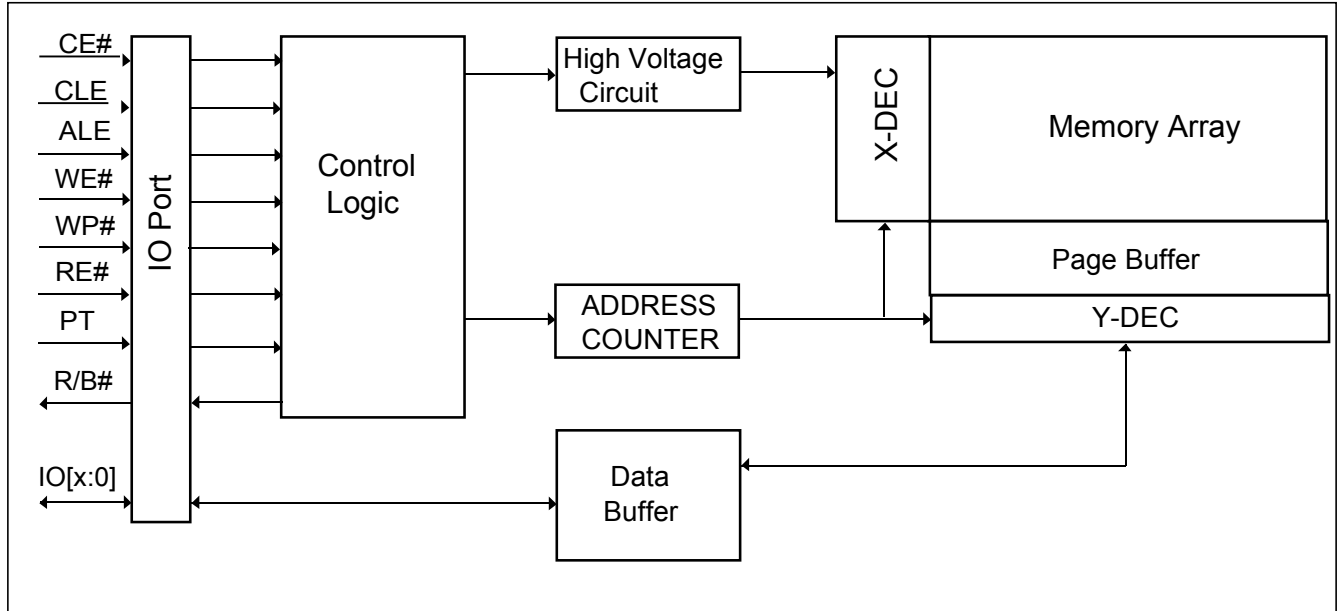 CE#
CLE
ALE
WE#
WP#
RE#
PT
R/B#
IO[x:0]
IO Port
Control
Logic
High Voltage
Circuit
ADDRESS
COUNTER
Data
Buffer
X-DEC
Memory Array
Page Buffer
Y-DEC